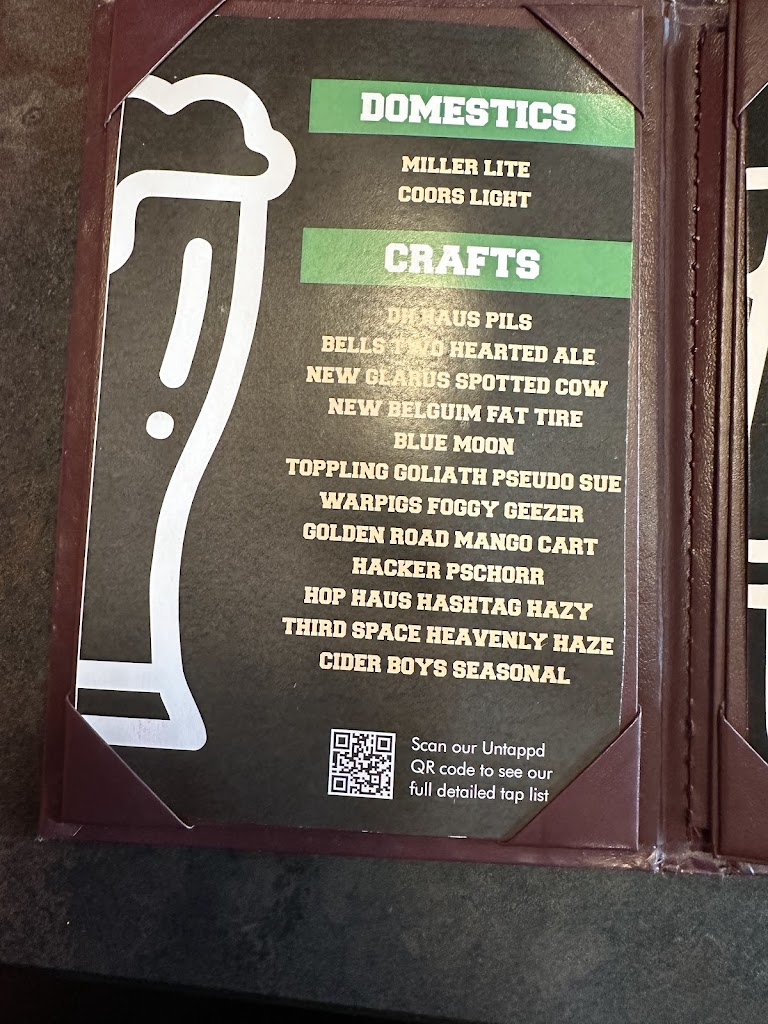 DOMESTICS
MILLER LITE
COORS LIGHT
CRAFTS
DH HAUS PILS
BELLS TWO HEARTED ALE
NEW GLARUS SPOTTED COW
NEW BELGUIM FAT TIRE
BLUE MOON
TOPPLING GOLIATH PSEUDO SUE
WARPIGS FOGGY GEEZER
GOLDEN ROAD MANGO CART
HACKER PSCHORR
HOP HAUS HASHTAG HAZY
THIRD SPACE HEAVENLY HAZE
CIDER BOYS SEASONAL
Scan our Untappd
QR code to see our
full detailed tap list